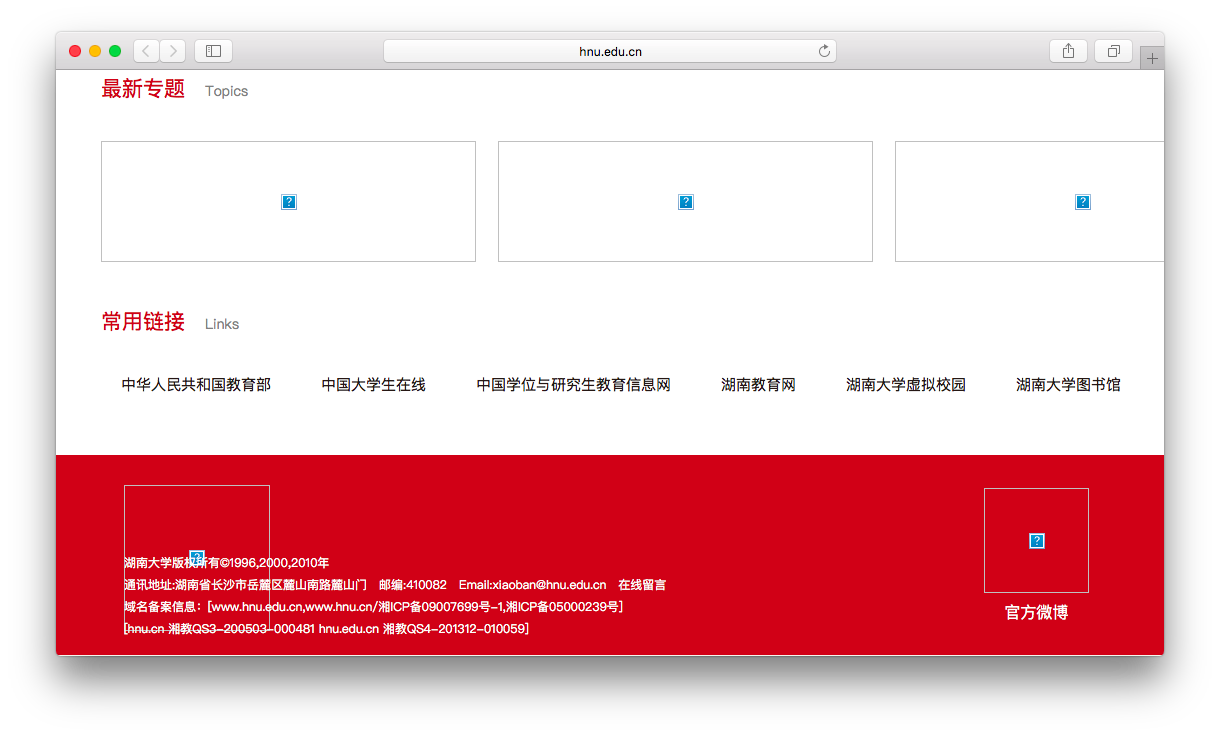 hnu.edu.cn
最新专题 Topics
常用链接 Links
中华人民共和国教育部 中国大学生在线 中国学位与研究生教育信息网 湖南教育网 湖南大学虚拟校园 湖南大学图书馆
湖南大学版权所有©1996,2000,2010年
通讯地址:湖南省长沙市岳麓区麓山南路麓山门 邮编:410082 Email:xiaoban@hnu.edu.cn 在线留言
域名备案信息：[www.hnu.edu.cn,www.hnu.cn/湘ICP备09007699号-1,湘ICP备05000239号]
[hnu.cn 湘教QS3-200503-000481 hnu.edu.cn 湘教QS4-201312-010059]
官方微博